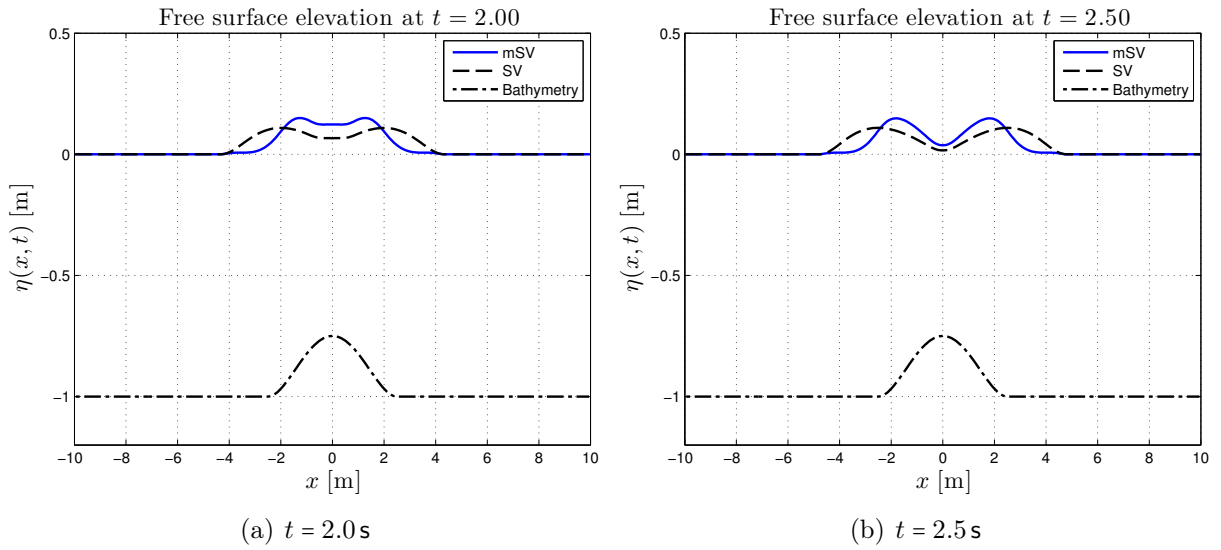 Free surface elevation at t = 2.00
0.5
0
−0.5
−1
η(x, t) [m]
mSV
SV
Bathymetry
−10 −8 −6 −4 −2 0 2 4 6 8 10
x [m]
(a) t = 2.0 s
Free surface elevation at t = 2.50
0.5
0
−0.5
−1
η(x, t) [m]
mSV
SV
Bathymetry
−10 −8 −6 −4 −2 0 2 4 6 8 10
x [m]
(b) t = 2.5 s